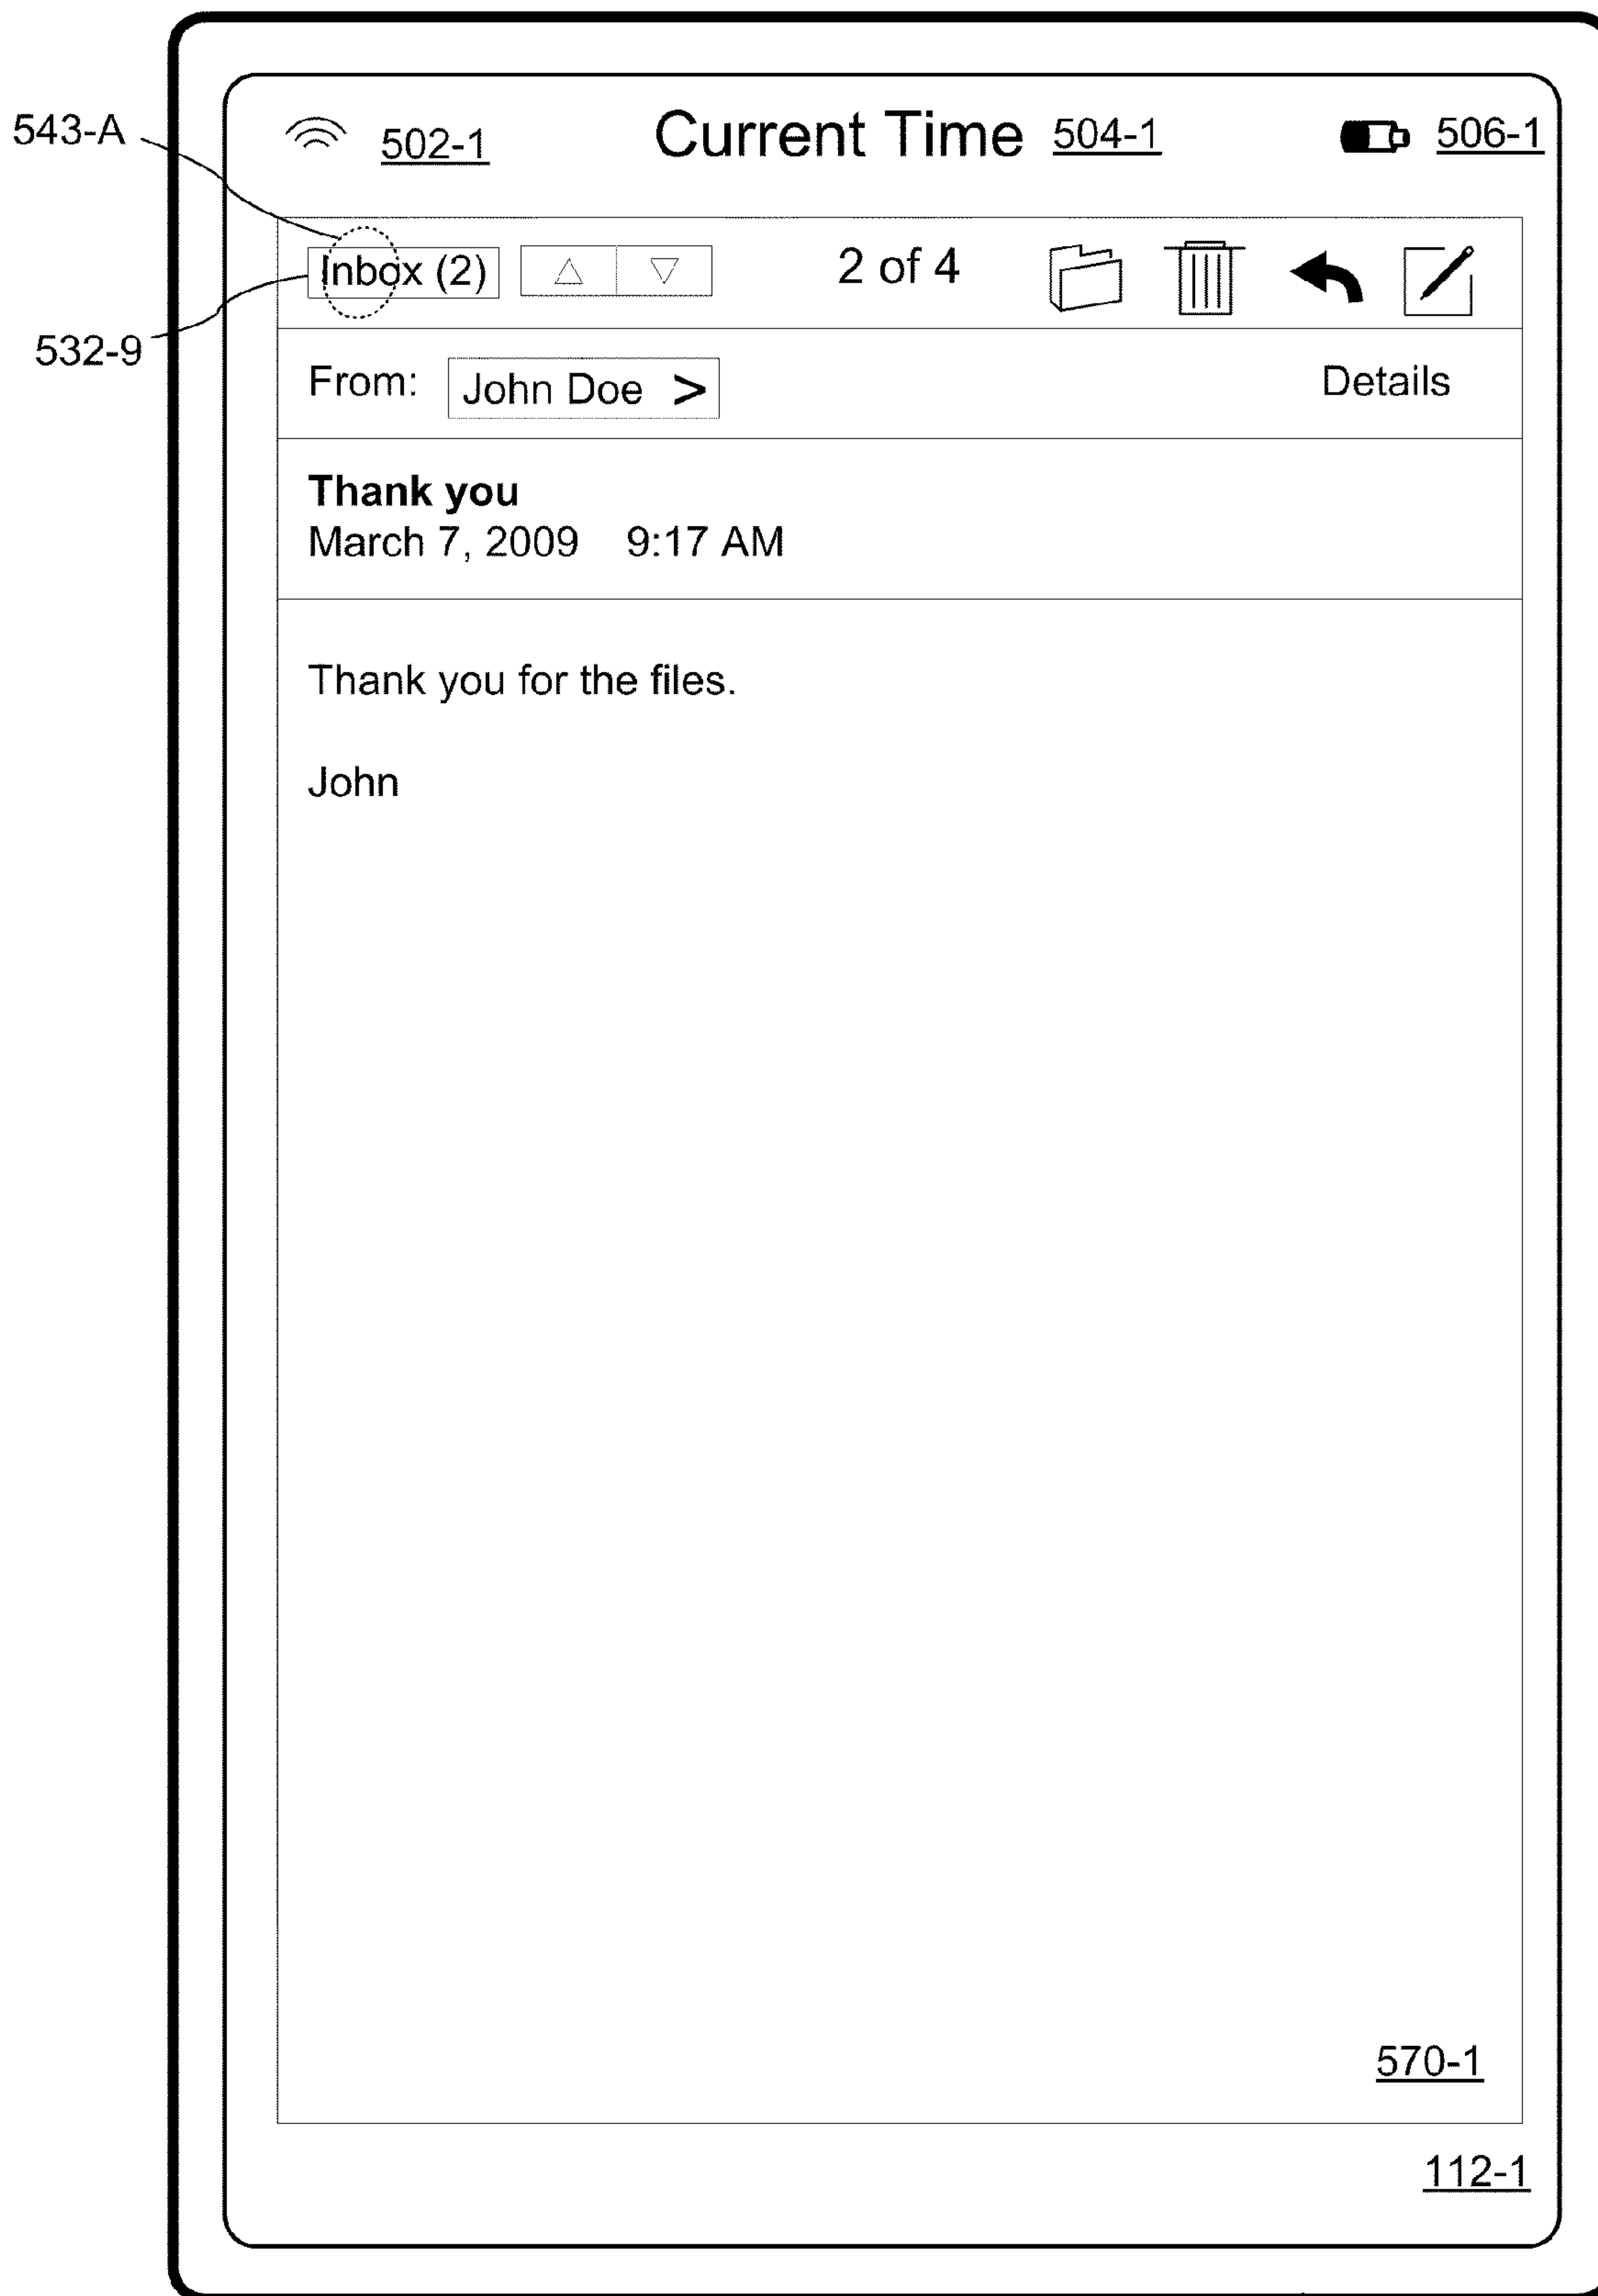 543-A
502-1 Current Time 504-1 506-1
Inbox (2) 2 of 4
532-9
From: John Doe > Details
Thank you
March 7, 2009 9:17 AM
Thank you for the files.
John
570-1
112-1